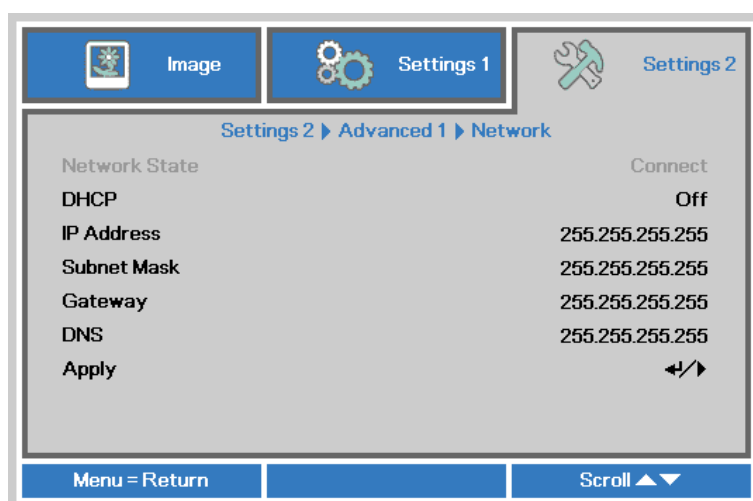 Image
Settings 1
Settings 2
Settings 2 ▶ Advanced 1 ▶ Network
Network State Connect
DHCP Off
IP Address 255.255.255.255
Subnet Mask 255.255.255.255
Gateway 255.255.255.255
DNS 255.255.255.255
Apply ↵/▶
Menu = Return
Scroll ▲▼